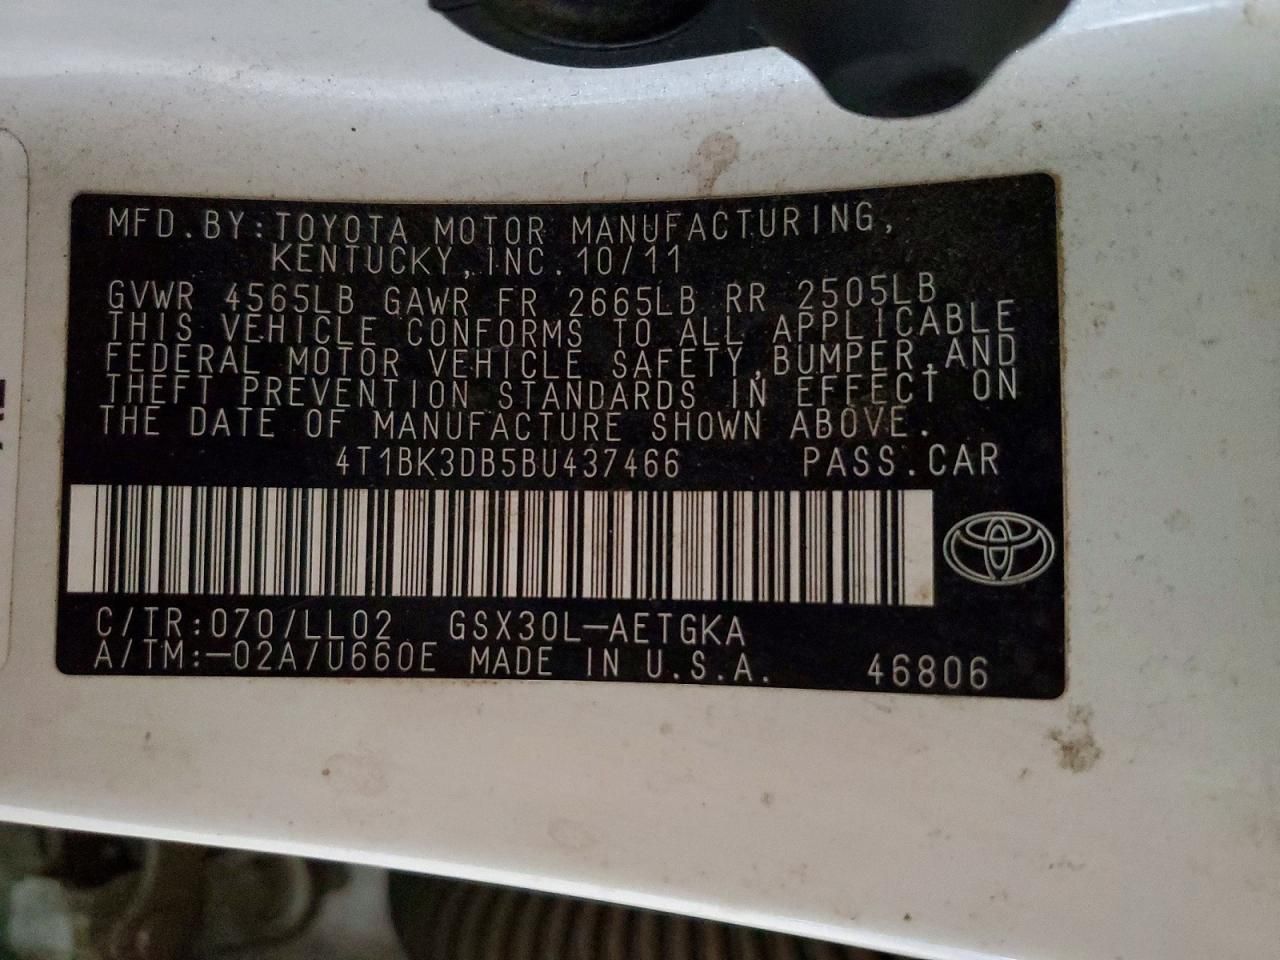 MFD.BY:TOYOTA MOTOR MANUFACTURING,
KENTUCKY,INC.10/11
GVWR 4565LB GAWR FR 2665LB RR 2505LB
THIS VEHICLE CONFORMS TO ALL APPLICABLE
FEDERAL MOTOR VEHICLE SAFETY,BUMPER,AND
THEFT PREVENTION STANDARDS IN EFFECT ON
THE DATE OF MANUFACTURE SHOWN ABOVE.
4T1BK3DB5BU437466 PASS.CAR
C/TR:070/LL02 GSX30L-AETGKA
A/TM:-02A/U660E MADE IN U.S.A. 46806